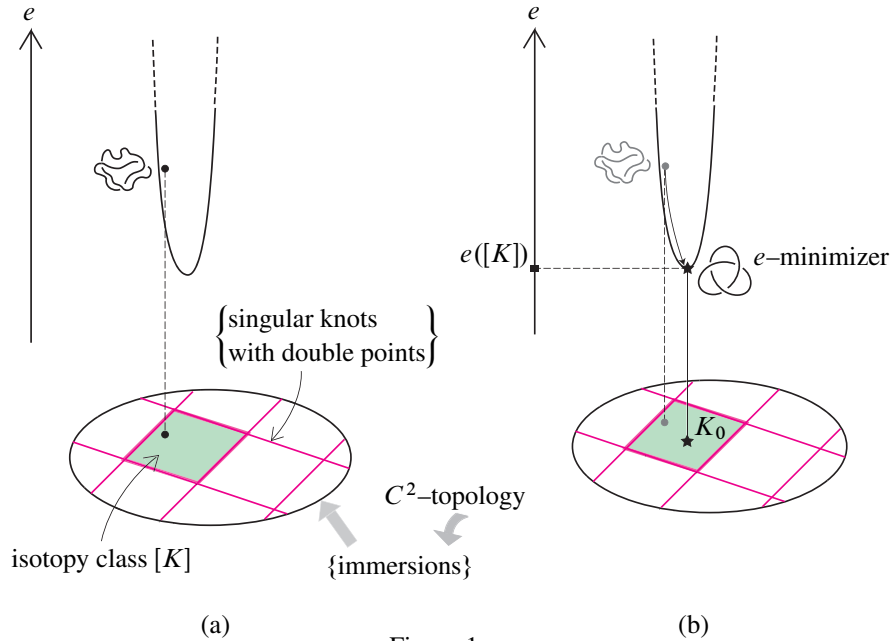 e
singular knots
with double points
C²–topology
isotopy class [K]
{immersions}
(a)
e
e([K])
e–minimizer
K₀
(b)